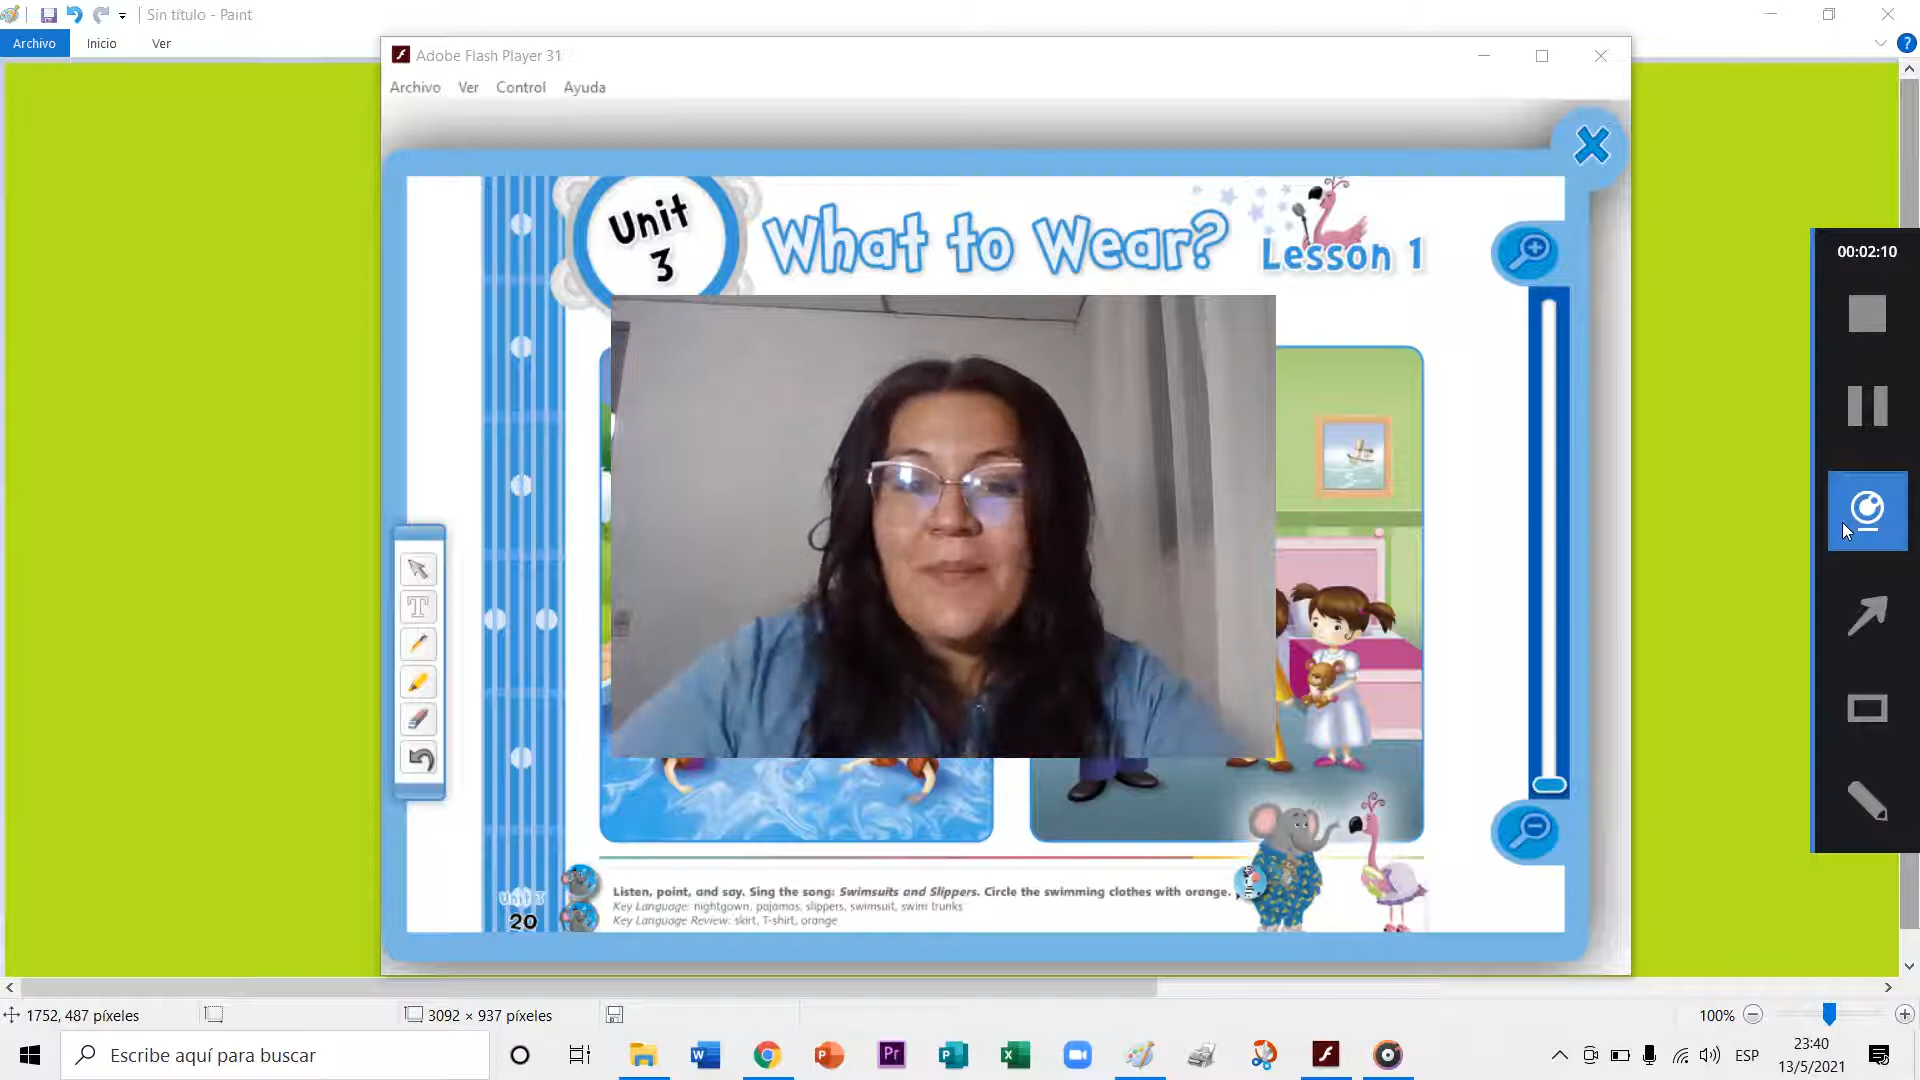 Sin título - Paint
Archivo
Inicio
Ver
Adobe Flash Player 31
Archivo
Ver
Control
Ayuda
Unit
3
What to Wear?
Lesson 1
00:02:10
Listen, point, and say. Sing the song: Swimsuits and Slippers. Circle the swimming clothes with orange.
Key Language: nightgown, pajamas, slippers, swimsuit, swim trunks
Key Language Review: skirt, T-shirt, orange
Unit 3
20
1752, 487 píxeles
3092 × 937 píxeles
100%
Escribe aquí para buscar
ESP
23:40
13/5/2021